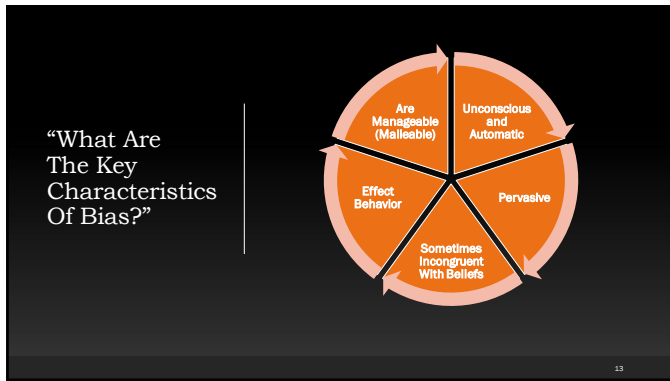 “What Are
The Key
Characteristics
Of Bias?”
Unconscious
and
Automatic
Pervasive
Sometimes
Incongruent
With Beliefs
Effect
Behavior
Are
Manageable
(Malleable)
13